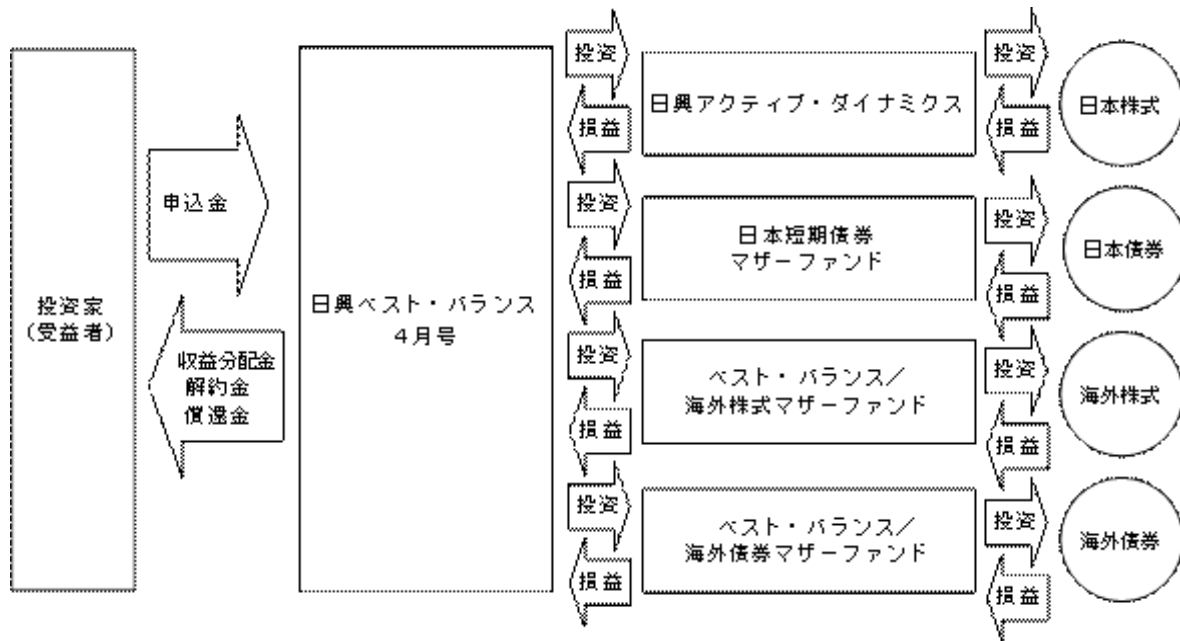 投資家
(受益者)
申込金
収益分配金
解約金
償還金
日興ベスト・バランス
4月号
投資
損益
日興アクティブ・ダイナミクス
投資
損益
日本株式
投資
損益
日本短期債券
マザーファンド
投資
損益
日本債券
投資
損益
ベスト・バランス/
海外株式マザーファンド
投資
損益
海外株式
投資
損益
ベスト・バランス/
海外債券マザーファンド
投資
損益
海外債券